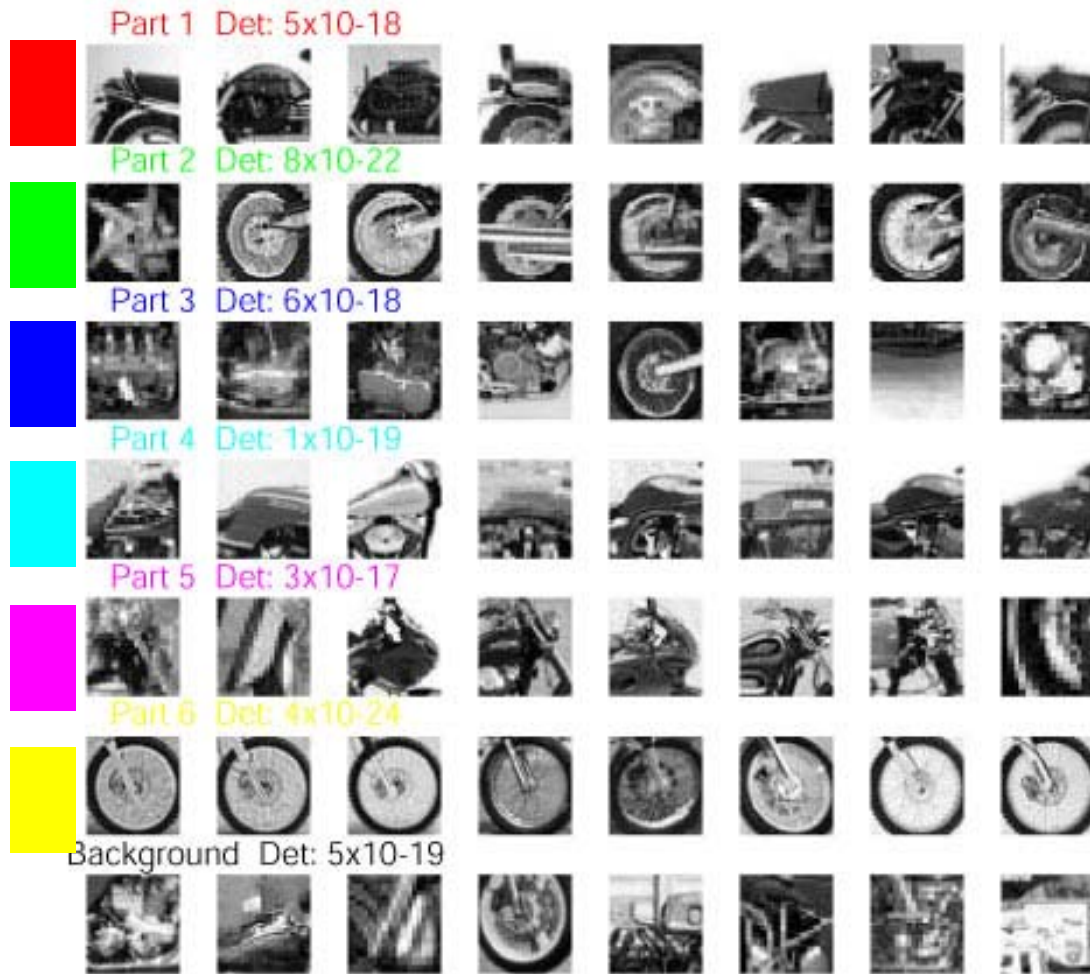 Part 1 Det: 5x10-18
Part 2 Det: 8x10-22
Part 3 Det: 6x10-18
Part 4 Det: 1x10-19
Part 5 Det: 3x10-17
Part 6 Det: 4x10-24
Background Det: 5x10-19